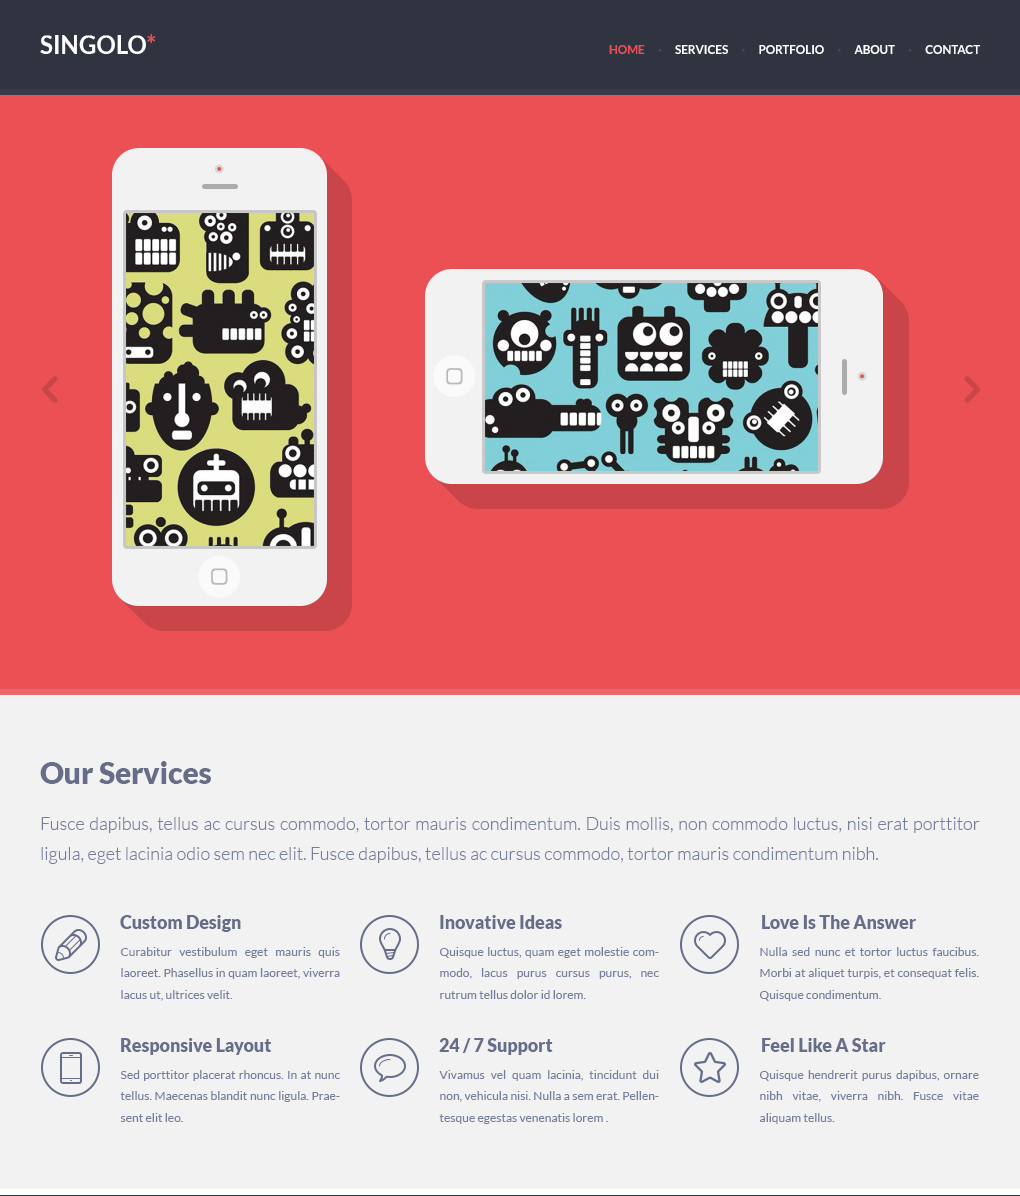 SINGOLO*
HOME · SERVICES · PORTFOLIO · ABOUT · CONTACT
Our Services
Fusce dapibus, tellus ac cursus commodo, tortor mauris condimentum. Duis mollis, non commodo luctus, nisi erat porttitor
ligula, eget lacinia odio sem nec elit. Fusce dapibus, tellus ac cursus commodo, tortor mauris condimentum nibh.
Custom Design
Curabitur vestibulum eget mauris quis
laoreet. Phasellus in quam laoreet, viverra
lacus ut, ultrices velit.
Inovative Ideas
Quisque luctus, quam eget molestie com-
modo, lacus purus cursus purus, nec
rutrum tellus dolor id lorem.
Love Is The Answer
Nulla sed nunc et tortor luctus faucibus.
Morbi at aliquet turpis, et consequat felis.
Quisque condimentum.
Responsive Layout
Sed porttitor placerat rhoncus. In at nunc
tellus. Maecenas blandit nunc ligula. Prae-
sent elit leo.
24 / 7 Support
Vivamus vel quam lacinia, tincidunt dui
non, vehicula nisi. Nulla a sem erat. Pellen-
tesque egestas venenatis lorem .
Feel Like A Star
Quisque hendrerit purus dapibus, ornare
nibh vitae, viverra nibh. Fusce vitae
aliquam tellus.